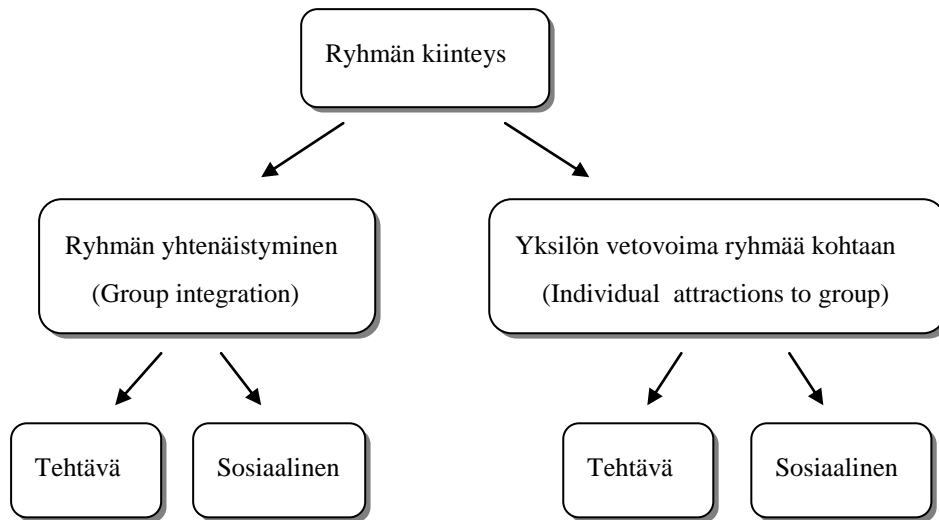 Ryhmän kiinteys
Ryhmän yhtenäistyminen
(Group integration)
Yksilön vetovoima ryhmää kohtaan
(Individual attractions to group)
Tehtävä
Sosiaalinen
Tehtävä
Sosiaalinen